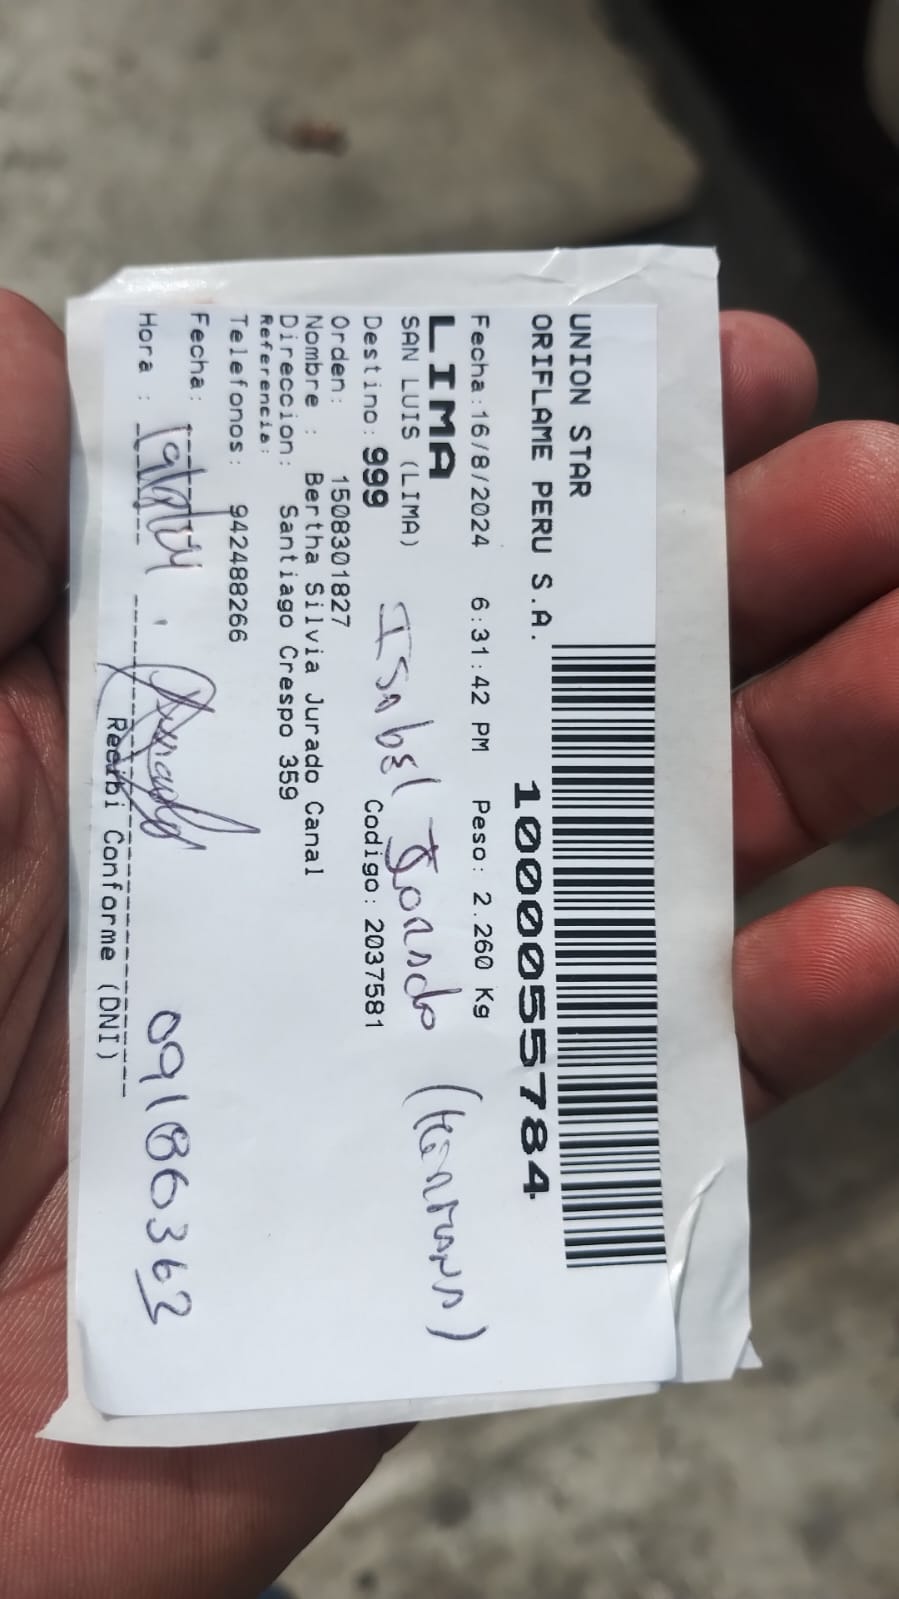 UNION STAR
ORIFLAME PERU S.A.
1000055784
Fecha:16/8/2024 6:31:42 PM Peso: 2.260 Kg
LIMA
SAN LUIS (LIMA)
Isabel Jurado (Hermana)
Destino: 999 Codigo: 2037581
Orden: 1508301827
Nombre : Bertha Silvia Jurado Canal
Direccion: Santiago Crespo 359
Referencia:
Telefonos: 942488266
Fecha:
Hora :
09186363
Recibi Conforme (DNI)